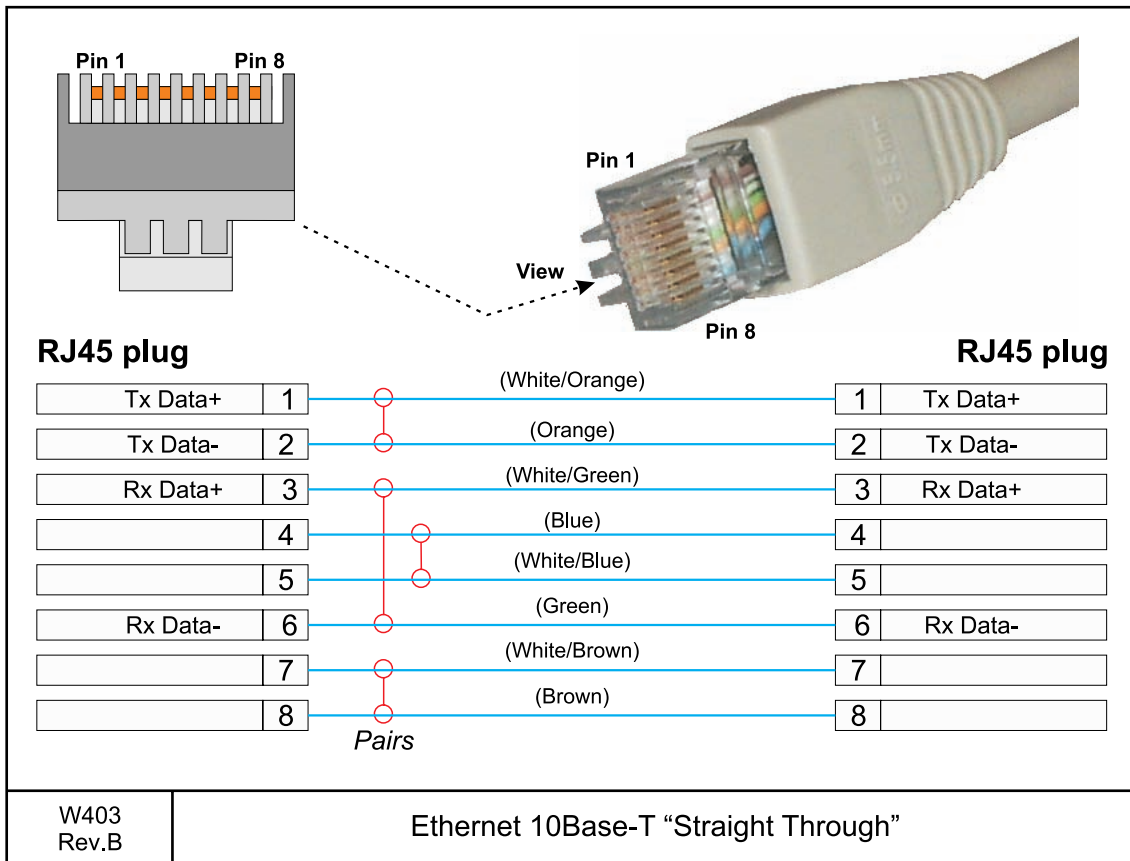 Pin 1 Pin 8
Pin 1
View
Pin 8
RJ45 plug RJ45 plug
(White/Orange)
Tx Data+ 1 1 Tx Data+
(Orange)
Tx Data- 2 2 Tx Data-
(White/Green)
Rx Data+ 3 3 Rx Data+
(Blue)
4 4
(White/Blue)
5 5
(Green)
Rx Data- 6 6 Rx Data-
(White/Brown)
7 7
(Brown)
8 8
Pairs
W403
Rev.B
Ethernet 10Base-T “Straight Through”